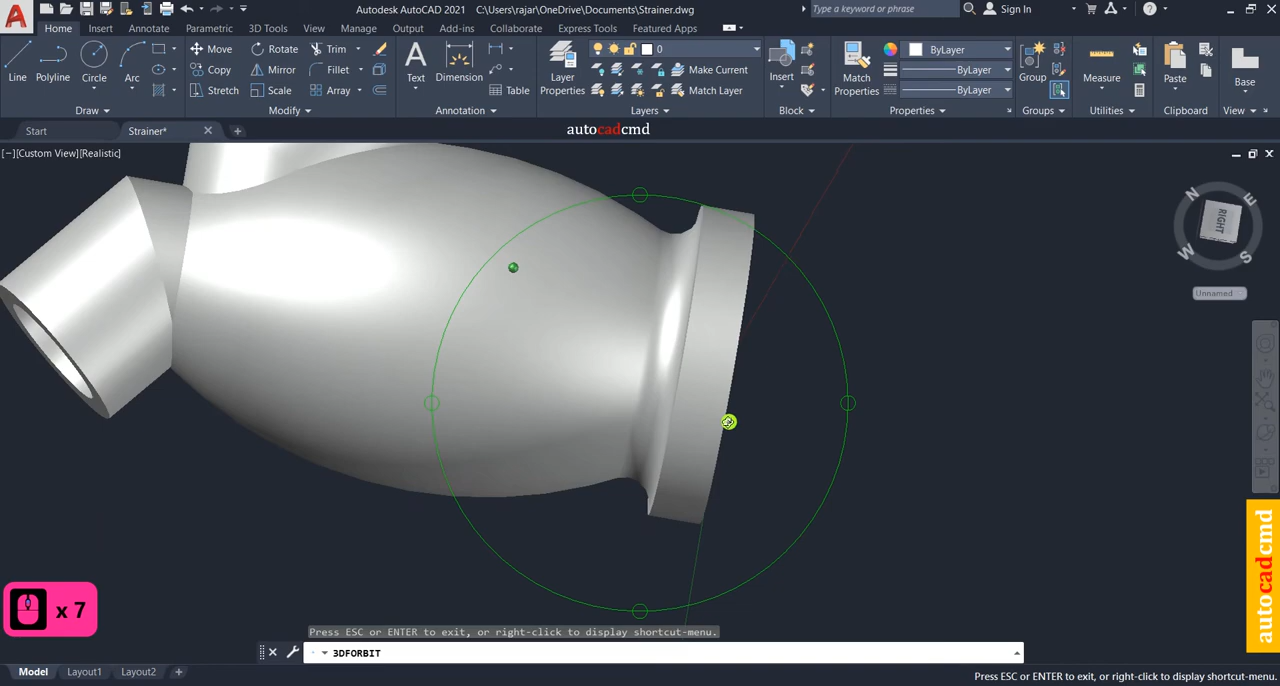 Autodesk AutoCAD 2021 C:\Users\rajar\OneDrive\Documents\Strainer.dwg
Type a keyword or phrase
Sign In
Home Insert Annotate Parametric 3D Tools View Manage Output Add-ins Collaborate Express Tools Featured Apps
Line Polyline Circle Arc
Move Rotate Trim
Copy Mirror Fillet
Stretch Scale Array
Text Dimension Table
Layer Properties
0
Make Current
Match Layer
Insert
Match Properties
ByLayer
ByLayer
ByLayer
Group
Measure
Paste
Base
Draw Modify Annotation Layers Block Properties Groups Utilities Clipboard View
Start Strainer*
autocadcmd
[−][Custom View][Realistic]
N E
RIGHT
W S
Unnamed
x 7
autocadcmd
Press ESC or ENTER to exit, or right-click to display shortcut-menu.
3DFORBIT
Model Layout1 Layout2 +
Press ESC or ENTER to exit, or right-click to display shortcut-menu.